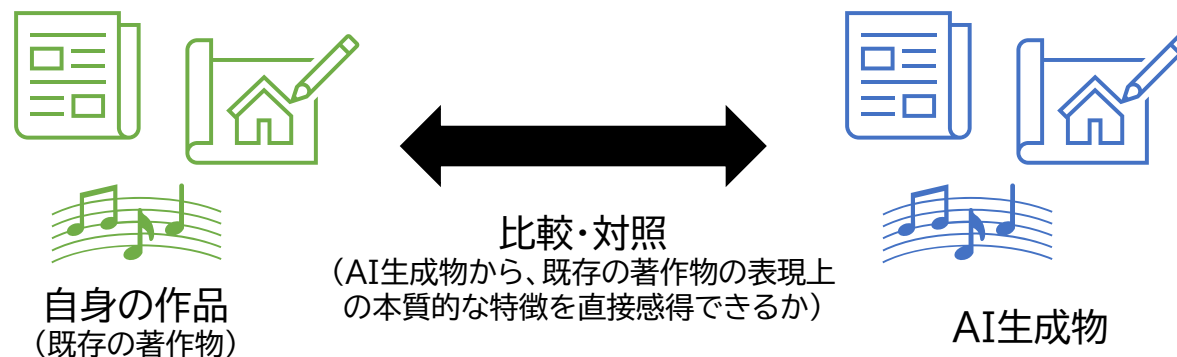 自身の作品
（既存の著作物）
比較・対照
（AI生成物から、既存の著作物の表現上
の本質的な特徴を直接感得できるか）
AI生成物